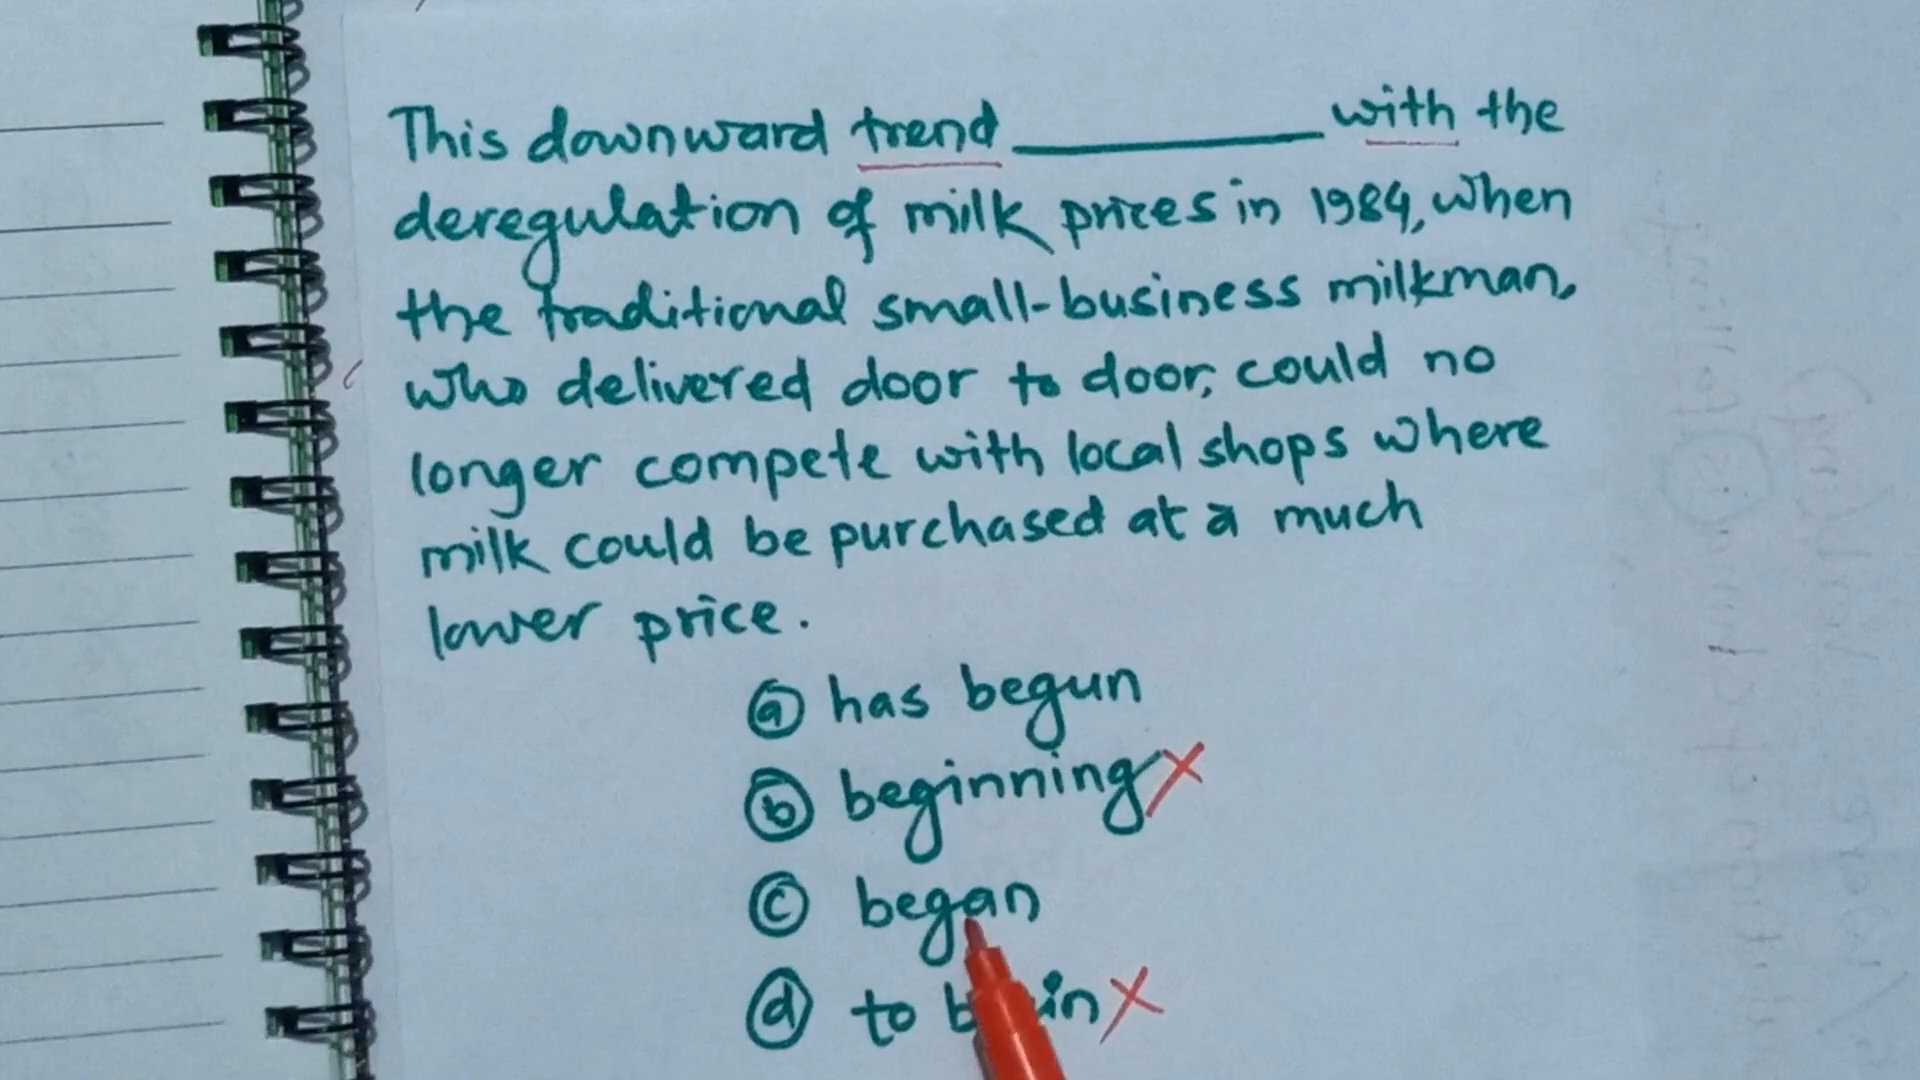 This downward trend ________ with the
deregulation of milk prices in 1984, when
the traditional small-business milkman,
who delivered door to door, could no
longer compete with local shops where
milk could be purchased at a much
lower price.
(a) has begun
(b) beginning X
(c) began
(d) to b in X